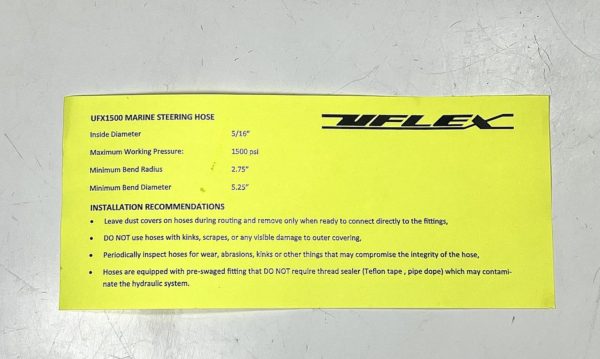 UFLEX
UFX1500 MARINE STEERING HOSE
Inside Diameter 5/16"
Maximum Working Pressure: 1500 psi
Minimum Bend Radius 2.75"
Minimum Bend Diameter 5.25"
INSTALLATION RECOMMENDATIONS
• Leave dust covers on hoses during routing and remove only when ready to connect directly to the fittings,
• DO NOT use hoses with kinks, scrapes, or any visible damage to outer covering,
• Periodically inspect hoses for wear, abrasions, kinks or other things that may compromise the integrity of the hose,
• Hoses are equipped with pre-swaged fitting that DO NOT require thread sealer (Teflon tape , pipe dope) which may contami-
nate the hydraulic system.